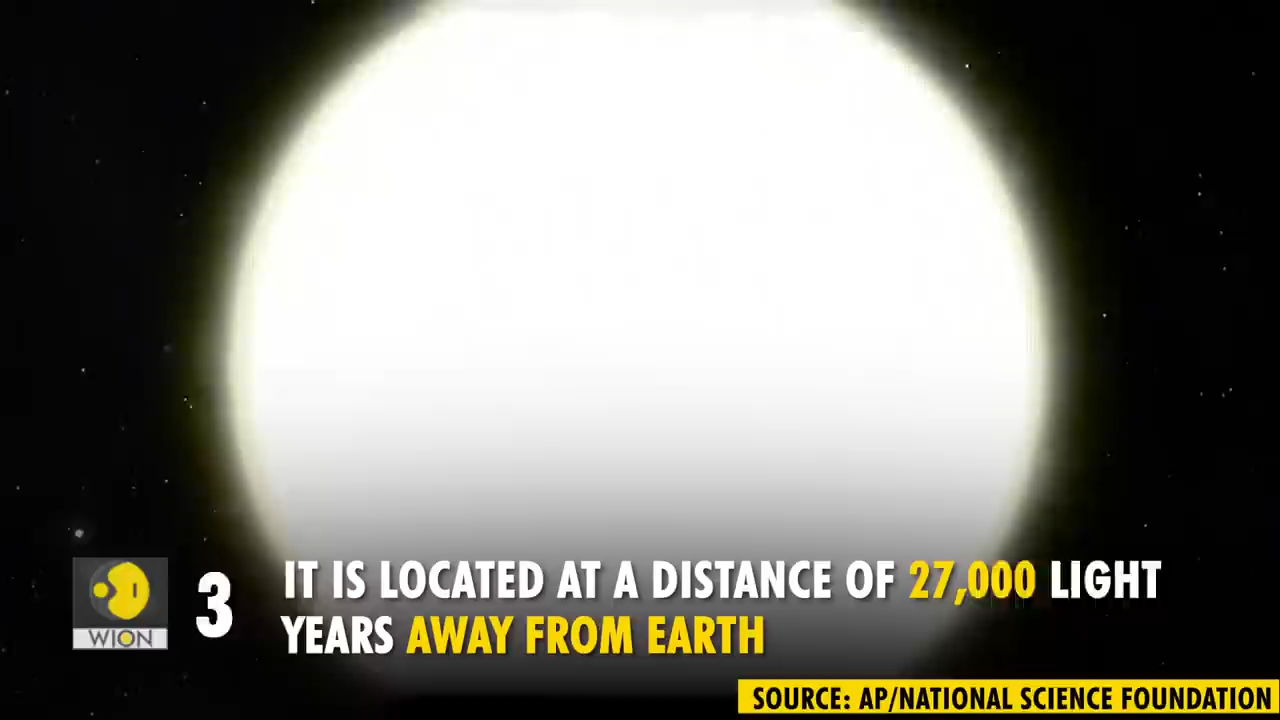 3
IT IS LOCATED AT A DISTANCE OF 27,000 LIGHT
YEARS AWAY FROM EARTH
WION
SOURCE: AP/NATIONAL SCIENCE FOUNDATION